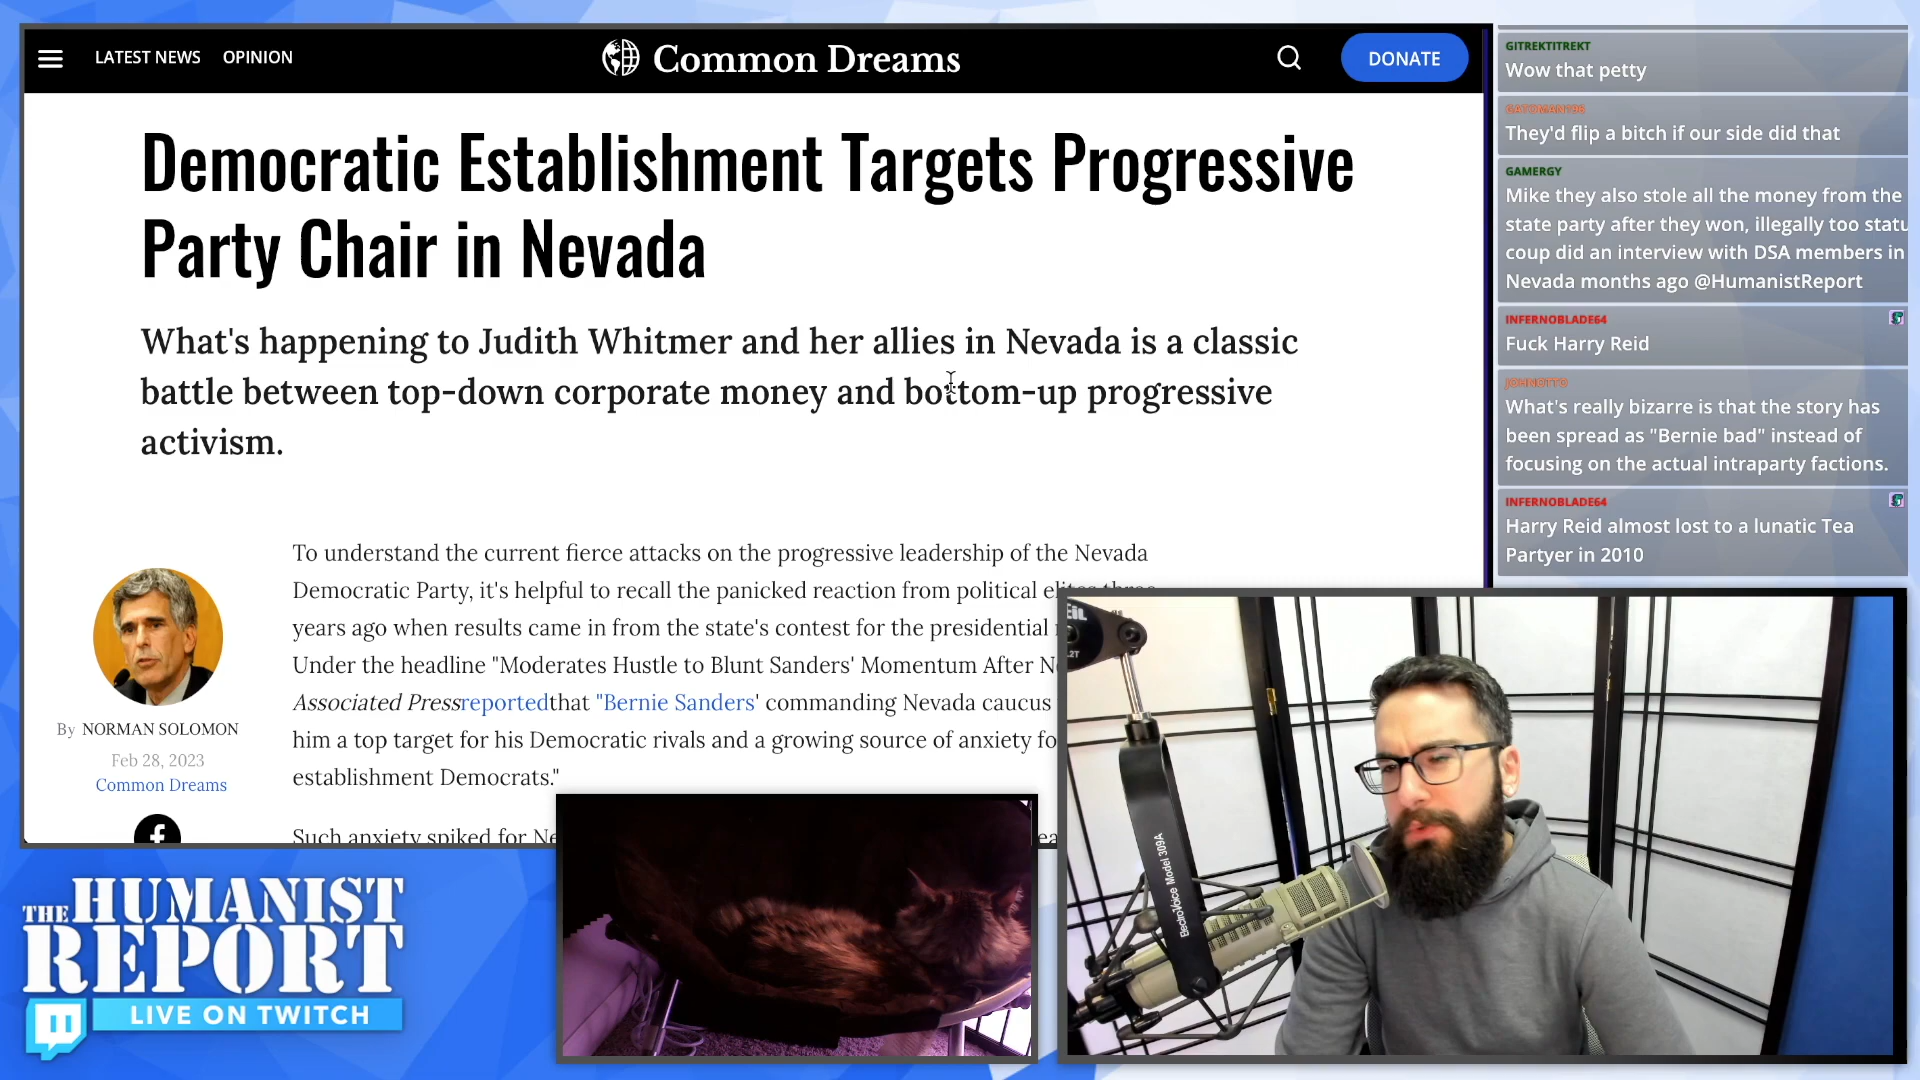 LATEST NEWS OPINION
Common Dreams
DONATE
Democratic Establishment Targets Progressive
Party Chair in Nevada
What's happening to Judith Whitmer and her allies in Nevada is a classic
battle between top-down corporate money and bottom-up progressive
activism.
To understand the current fierce attacks on the progressive leadership of the Nevada
Democratic Party, it's helpful to recall the panicked reaction from political elites three
years ago when results came in from the state's contest for the presidential
Under the headline "Moderates Hustle to Blunt Sanders' Momentum After
Associated Pressreportedthat "Bernie Sanders' commanding Nevada caucus
him a top target for his Democratic rivals and a growing source of anxiety
establishment Democrats."
Such anxiety spiked for
By NORMAN SOLOMON
Feb 28, 2023
Common Dreams
GITREKTITREKT
Wow that petty
GATOMAN196
They'd flip a bitch if our side did that
GAMERGY
Mike they also stole all the money from the
state party after they won, illegally too statu
coup did an interview with DSA members in
Nevada months ago @HumanistReport
INFERNOBLADE64
Fuck Harry Reid
JOHNOTTO
What's really bizarre is that the story has
been spread as "Bernie bad" instead of
focusing on the actual intraparty factions.
INFERNOBLADE64
Harry Reid almost lost to a lunatic Tea
Partyer in 2010
THE HUMANIST
REPORT
LIVE ON TWITCH
ElectroVoice Model 309A